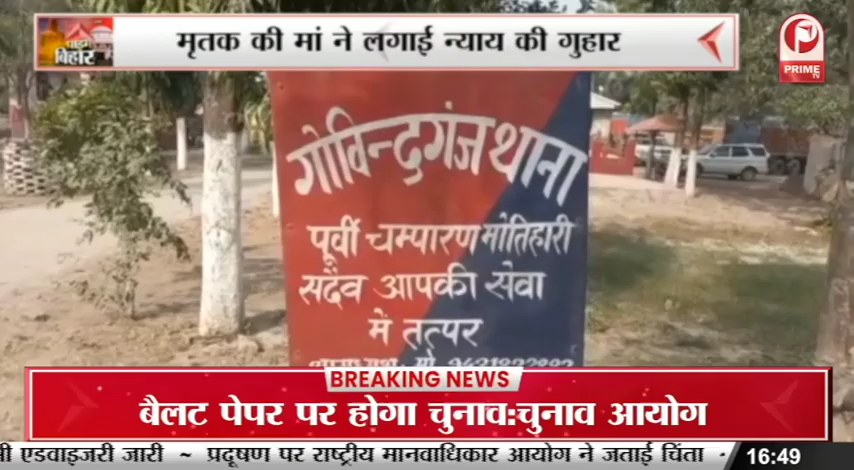 प्राइम
बिहार
मृतक की मां ने लगाई न्याय की गुहार
PRIME TV
गोविन्दगंज थाना
पूर्वी चम्पारण मोतिहारी
सदैव आपकी सेवा
में तत्पर
BREAKING NEWS
बैलट पेपर पर होगा चुनाव:चुनाव आयोग
एडवाइजरी जारी ~ प्रदूषण पर राष्ट्रीय मानवाधिकार आयोग ने जताई चिंता
16:49